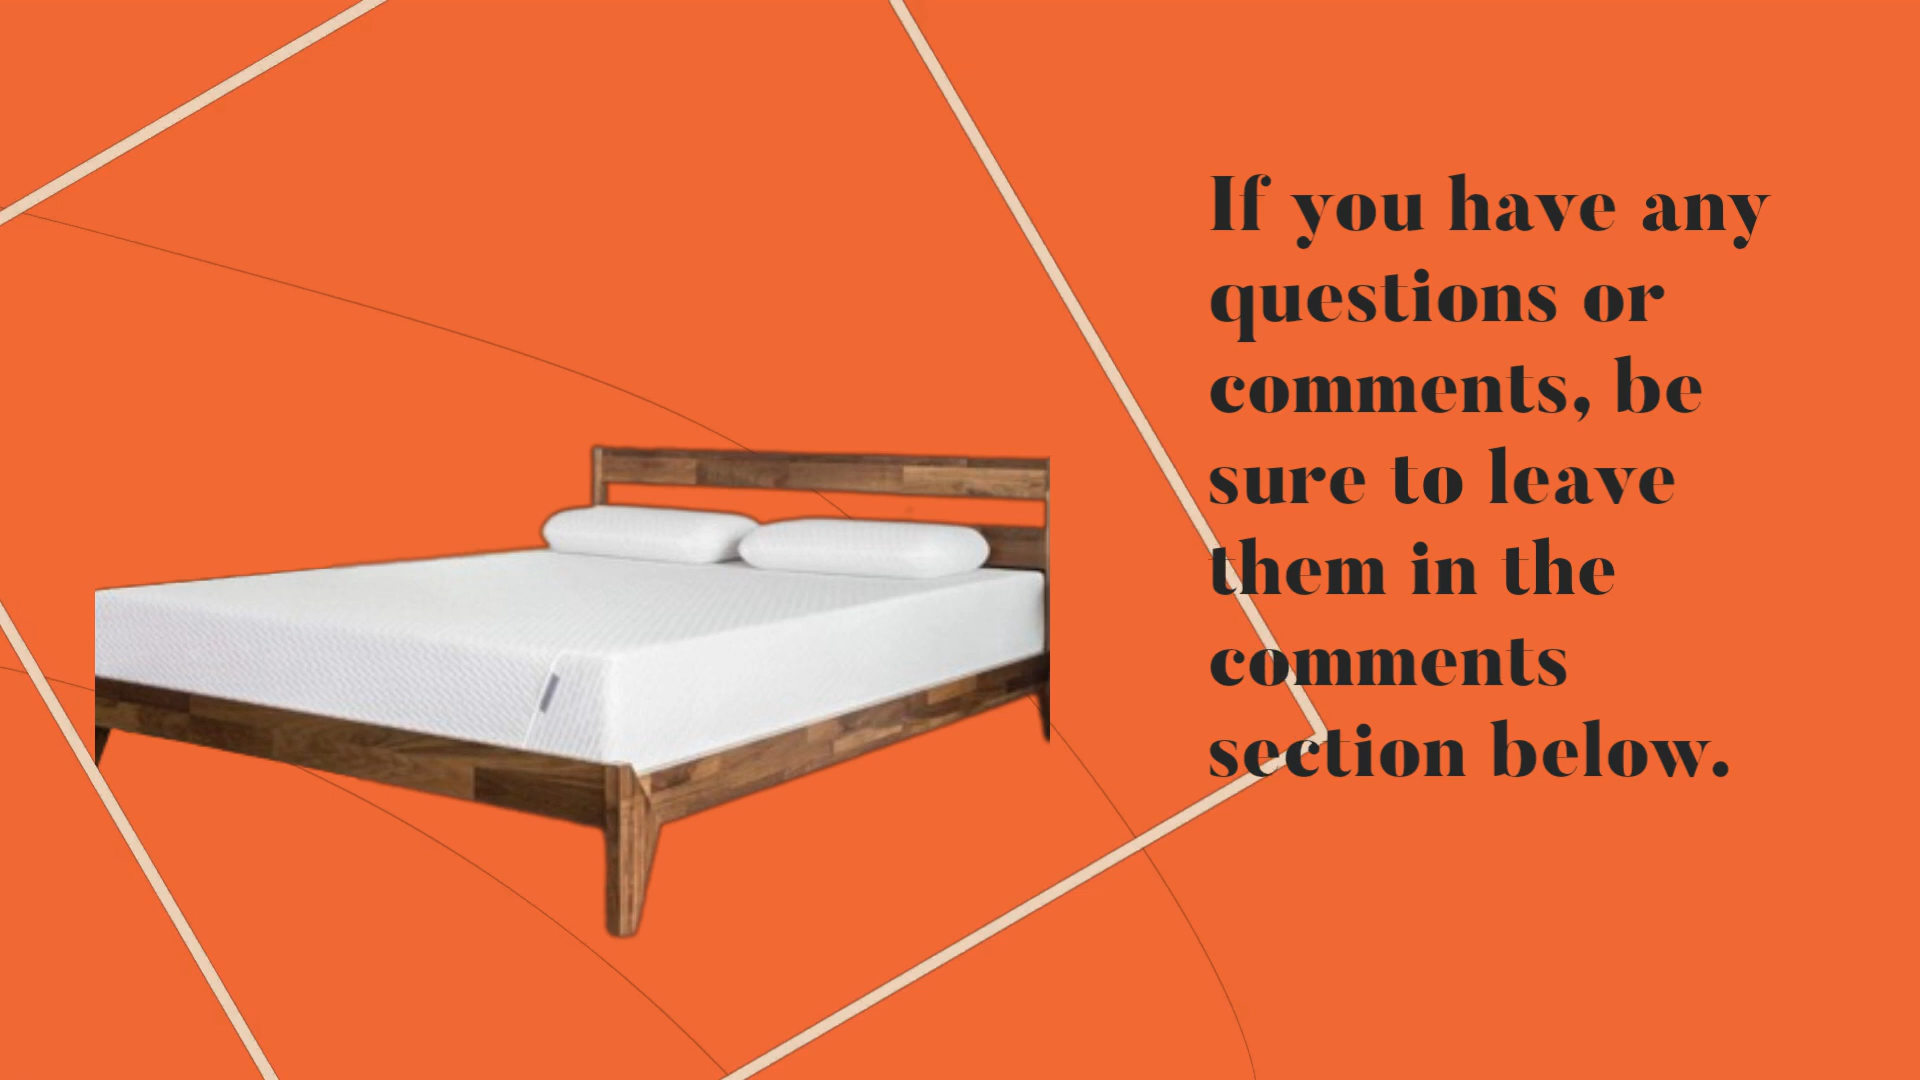 If you have any
questions or
comments, be
sure to leave
them in the
comments
section below.